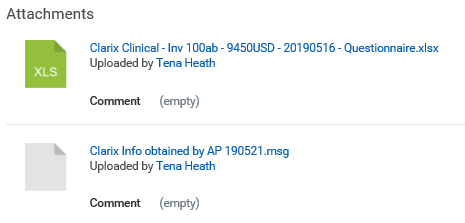 Attachments
Clarix Clinical - Inv 100ab - 9450USD - 20190516 - Questionnaire.xlsx
XLS
Uploaded by Tena Heath
Comment (empty)
Clarix Info obtained by AP 190521.msg
Uploaded by Tena Heath
Comment (empty)